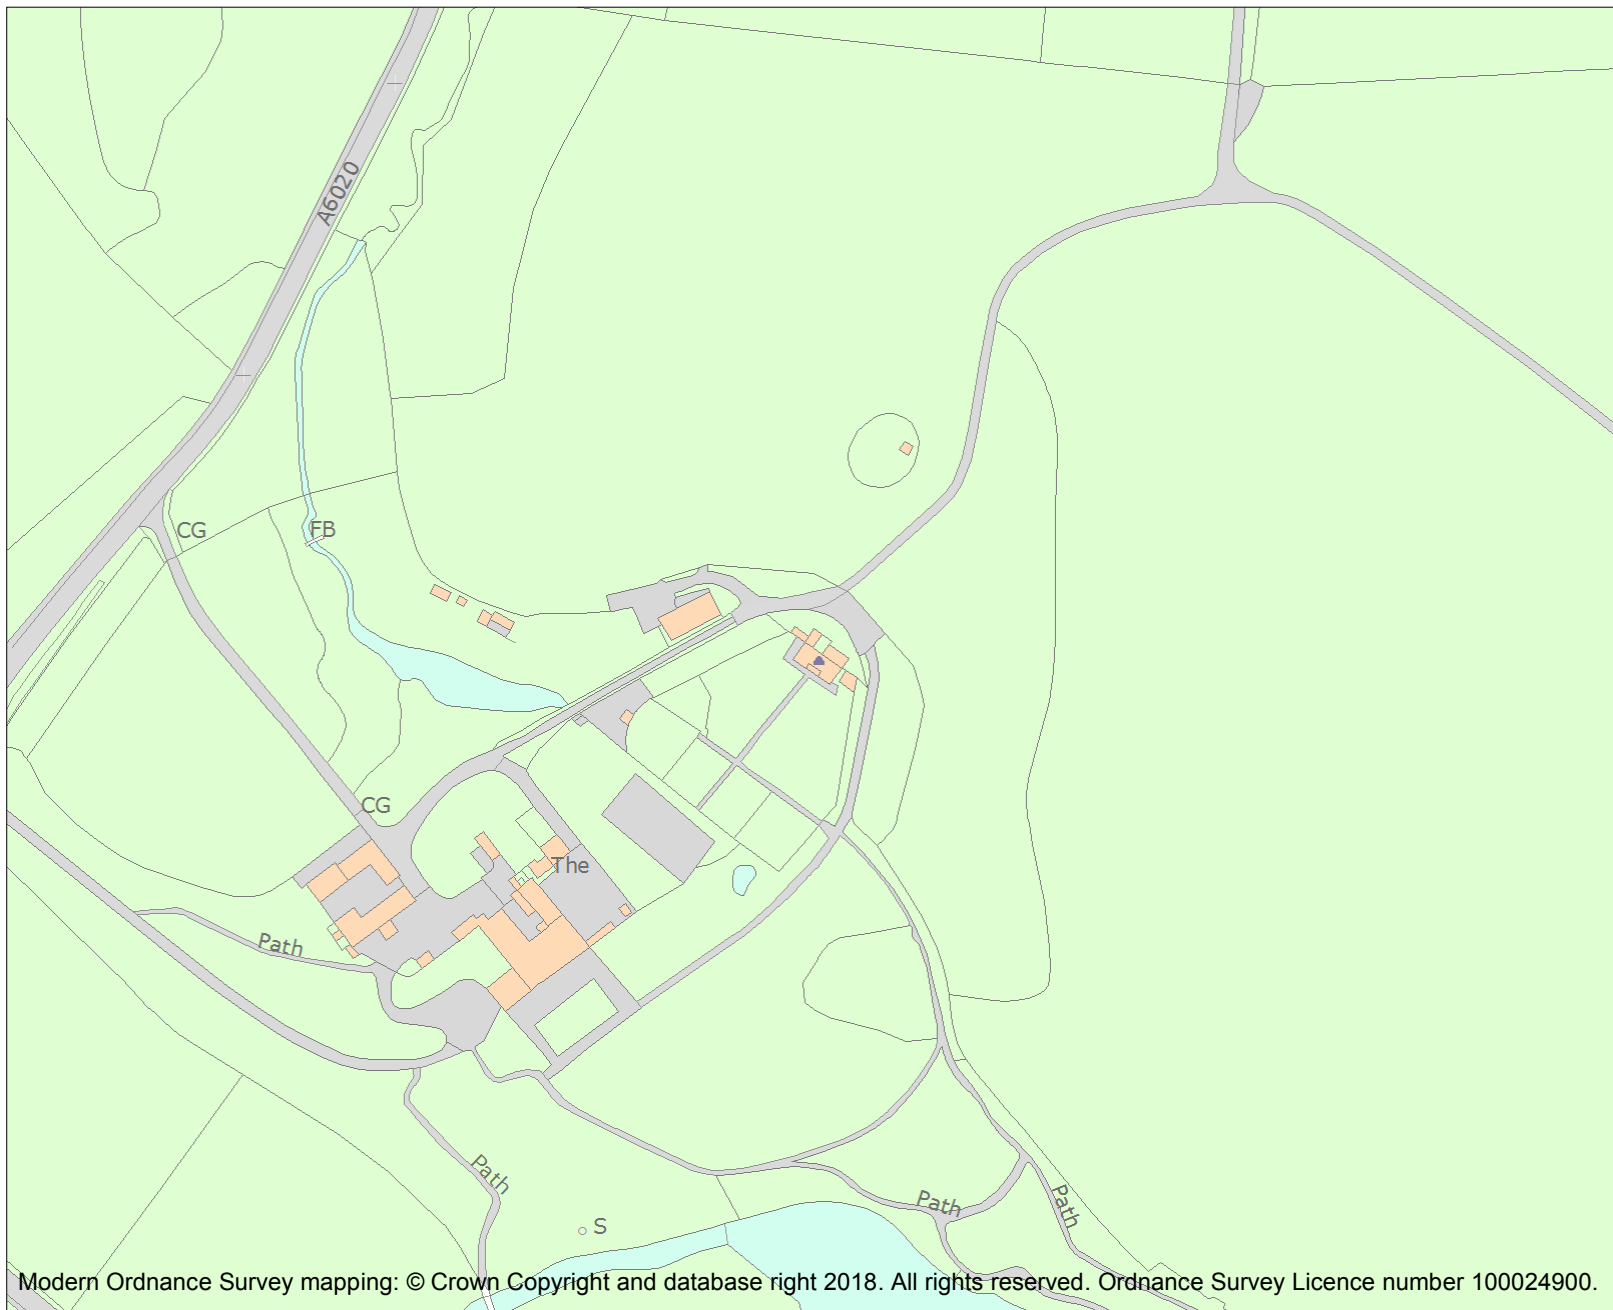 A6020
CG
FB
CG
The
Path
Path
Path
Path
S
Modern Ordnance Survey mapping: © Crown Copyright and database right 2018. All rights reserved. Ordnance Survey Licence number 100024900.